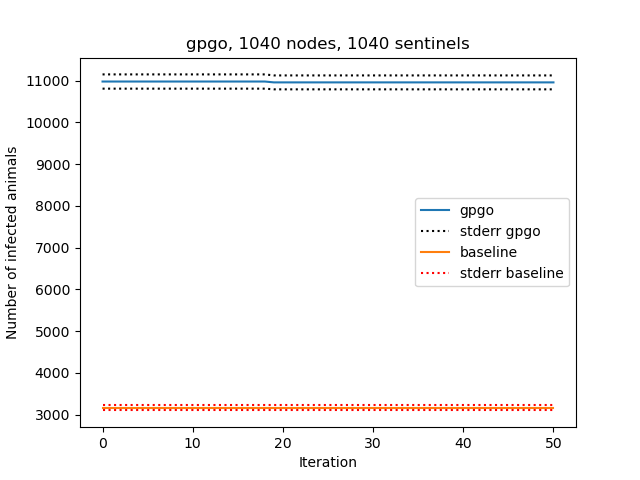 gpgo, 1040 nodes, 1040 sentinels
11000
10000
9000
8000
7000
6000
5000
4000
3000
Number of infected animals
gpgo
stderr gpgo
baseline
stderr baseline
0 10 20 30 40 50
Iteration